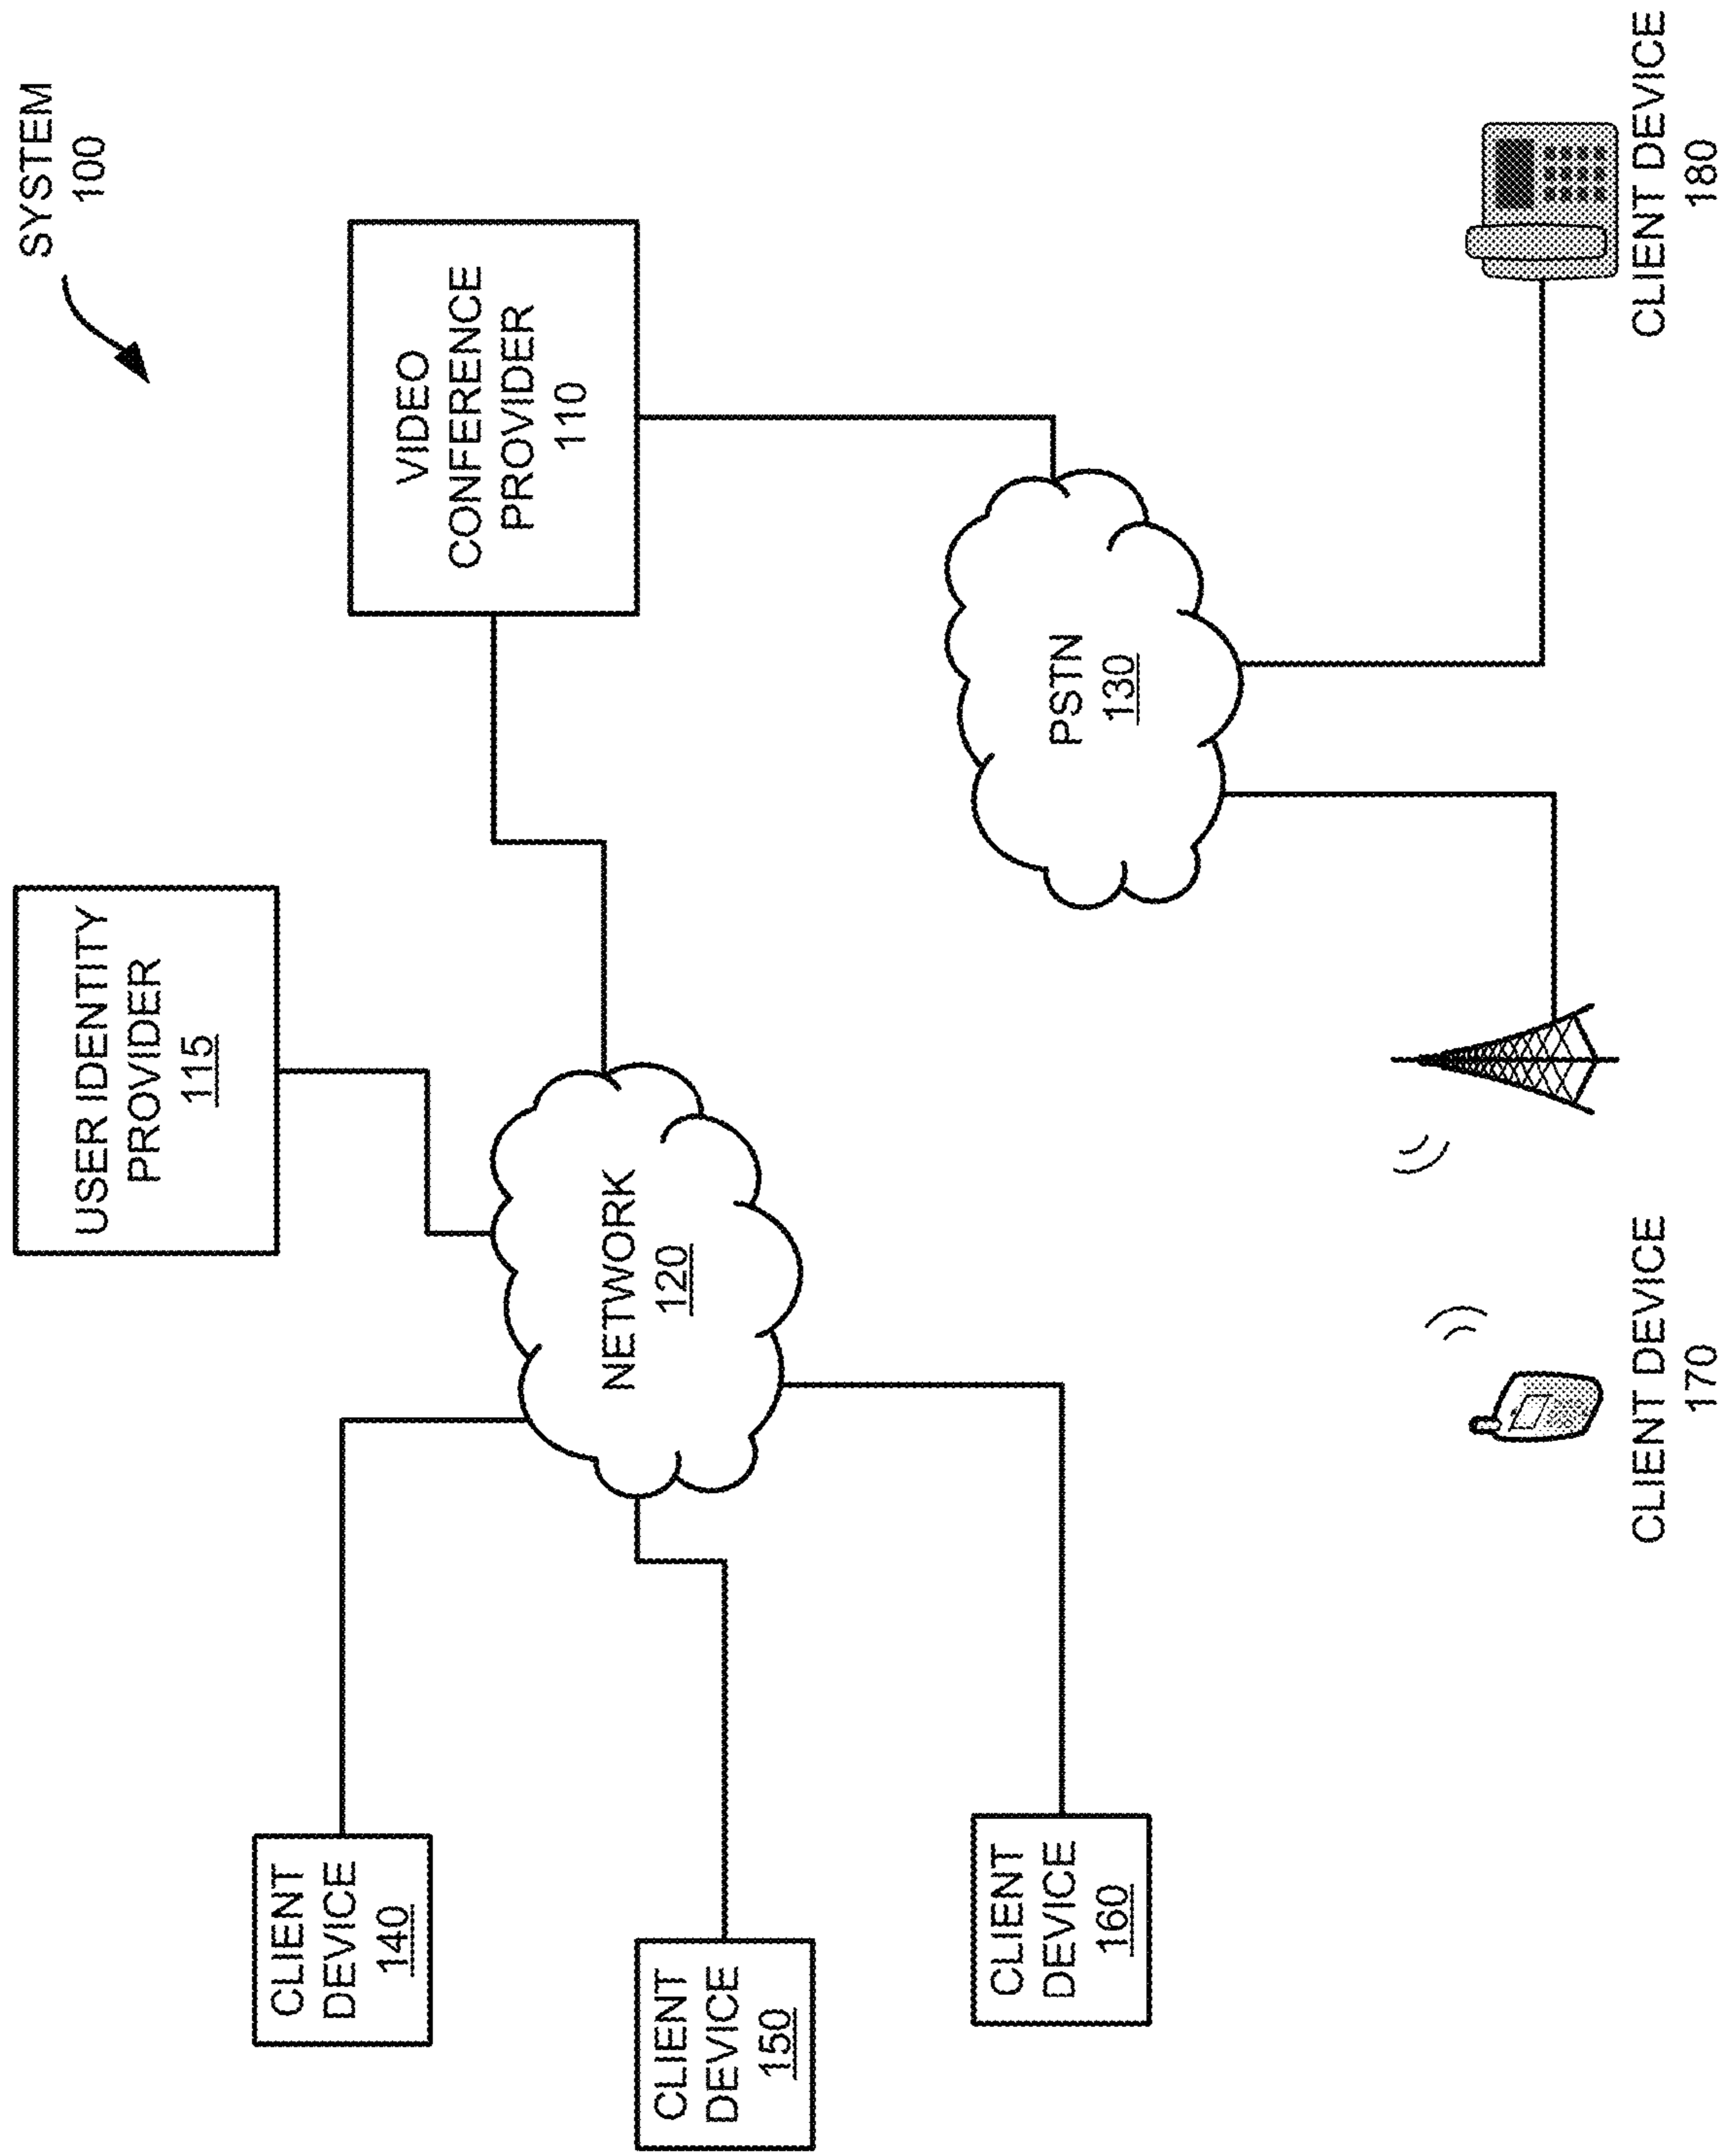 SYSTEM
100
USER IDENTITY
PROVIDER
115
VIDEO
CONFERENCE
PROVIDER
110
CLIENT
DEVICE
140
NETWORK
120
CLIENT
DEVICE
150
PSTN
130
CLIENT
DEVICE
160
CLIENT DEVICE
170
CLIENT DEVICE
180